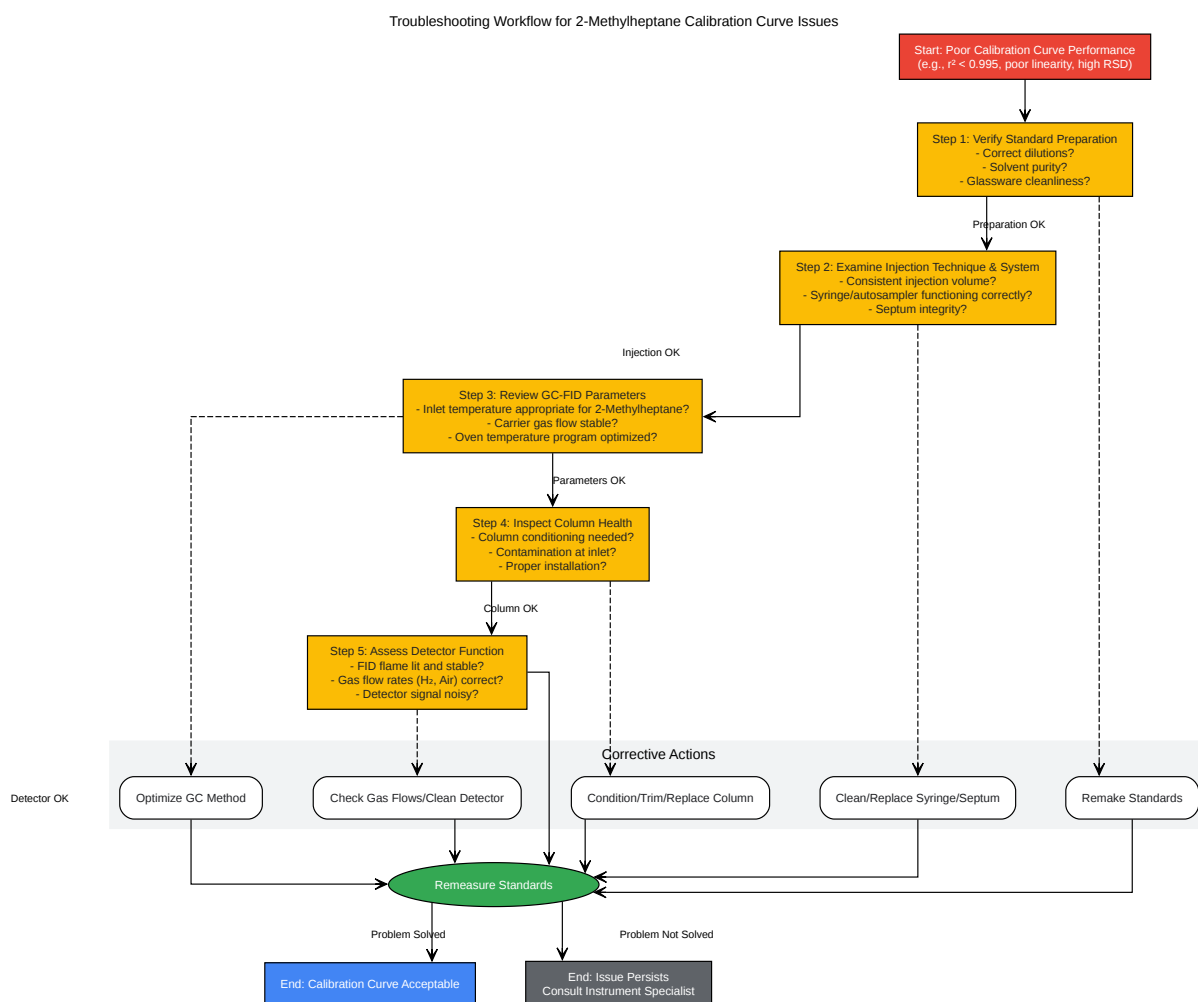 Troubleshooting Workflow for 2-Methylheptane Calibration Curve Issues
Start: Poor Calibration Curve Performance
(e.g., r² < 0.995, poor linearity, high RSD)
Step 1: Verify Standard Preparation
- Correct dilutions?
- Solvent purity?
- Glassware cleanliness?
Preparation OK
Step 2: Examine Injection Technique & System
- Consistent injection volume?
- Syringe/autosampler functioning correctly?
- Septum integrity?
Injection OK
Step 3: Review GC-FID Parameters
- Inlet temperature appropriate for 2-Methylheptane?
- Carrier gas flow stable?
- Oven temperature program optimized?
Parameters OK
Step 4: Inspect Column Health
- Column conditioning needed?
- Contamination at inlet?
- Proper installation?
Column OK
Step 5: Assess Detector Function
- FID flame lit and stable?
- Gas flow rates (H₂, Air) correct?
- Detector signal noisy?
Corrective Actions
Detector OK
Optimize GC Method
Check Gas Flows/Clean Detector
Condition/Trim/Replace Column
Clean/Replace Syringe/Septum
Remake Standards
Remeasure Standards
Problem Solved
Problem Not Solved
End: Calibration Curve Acceptable
End: Issue Persists
Consult Instrument Specialist